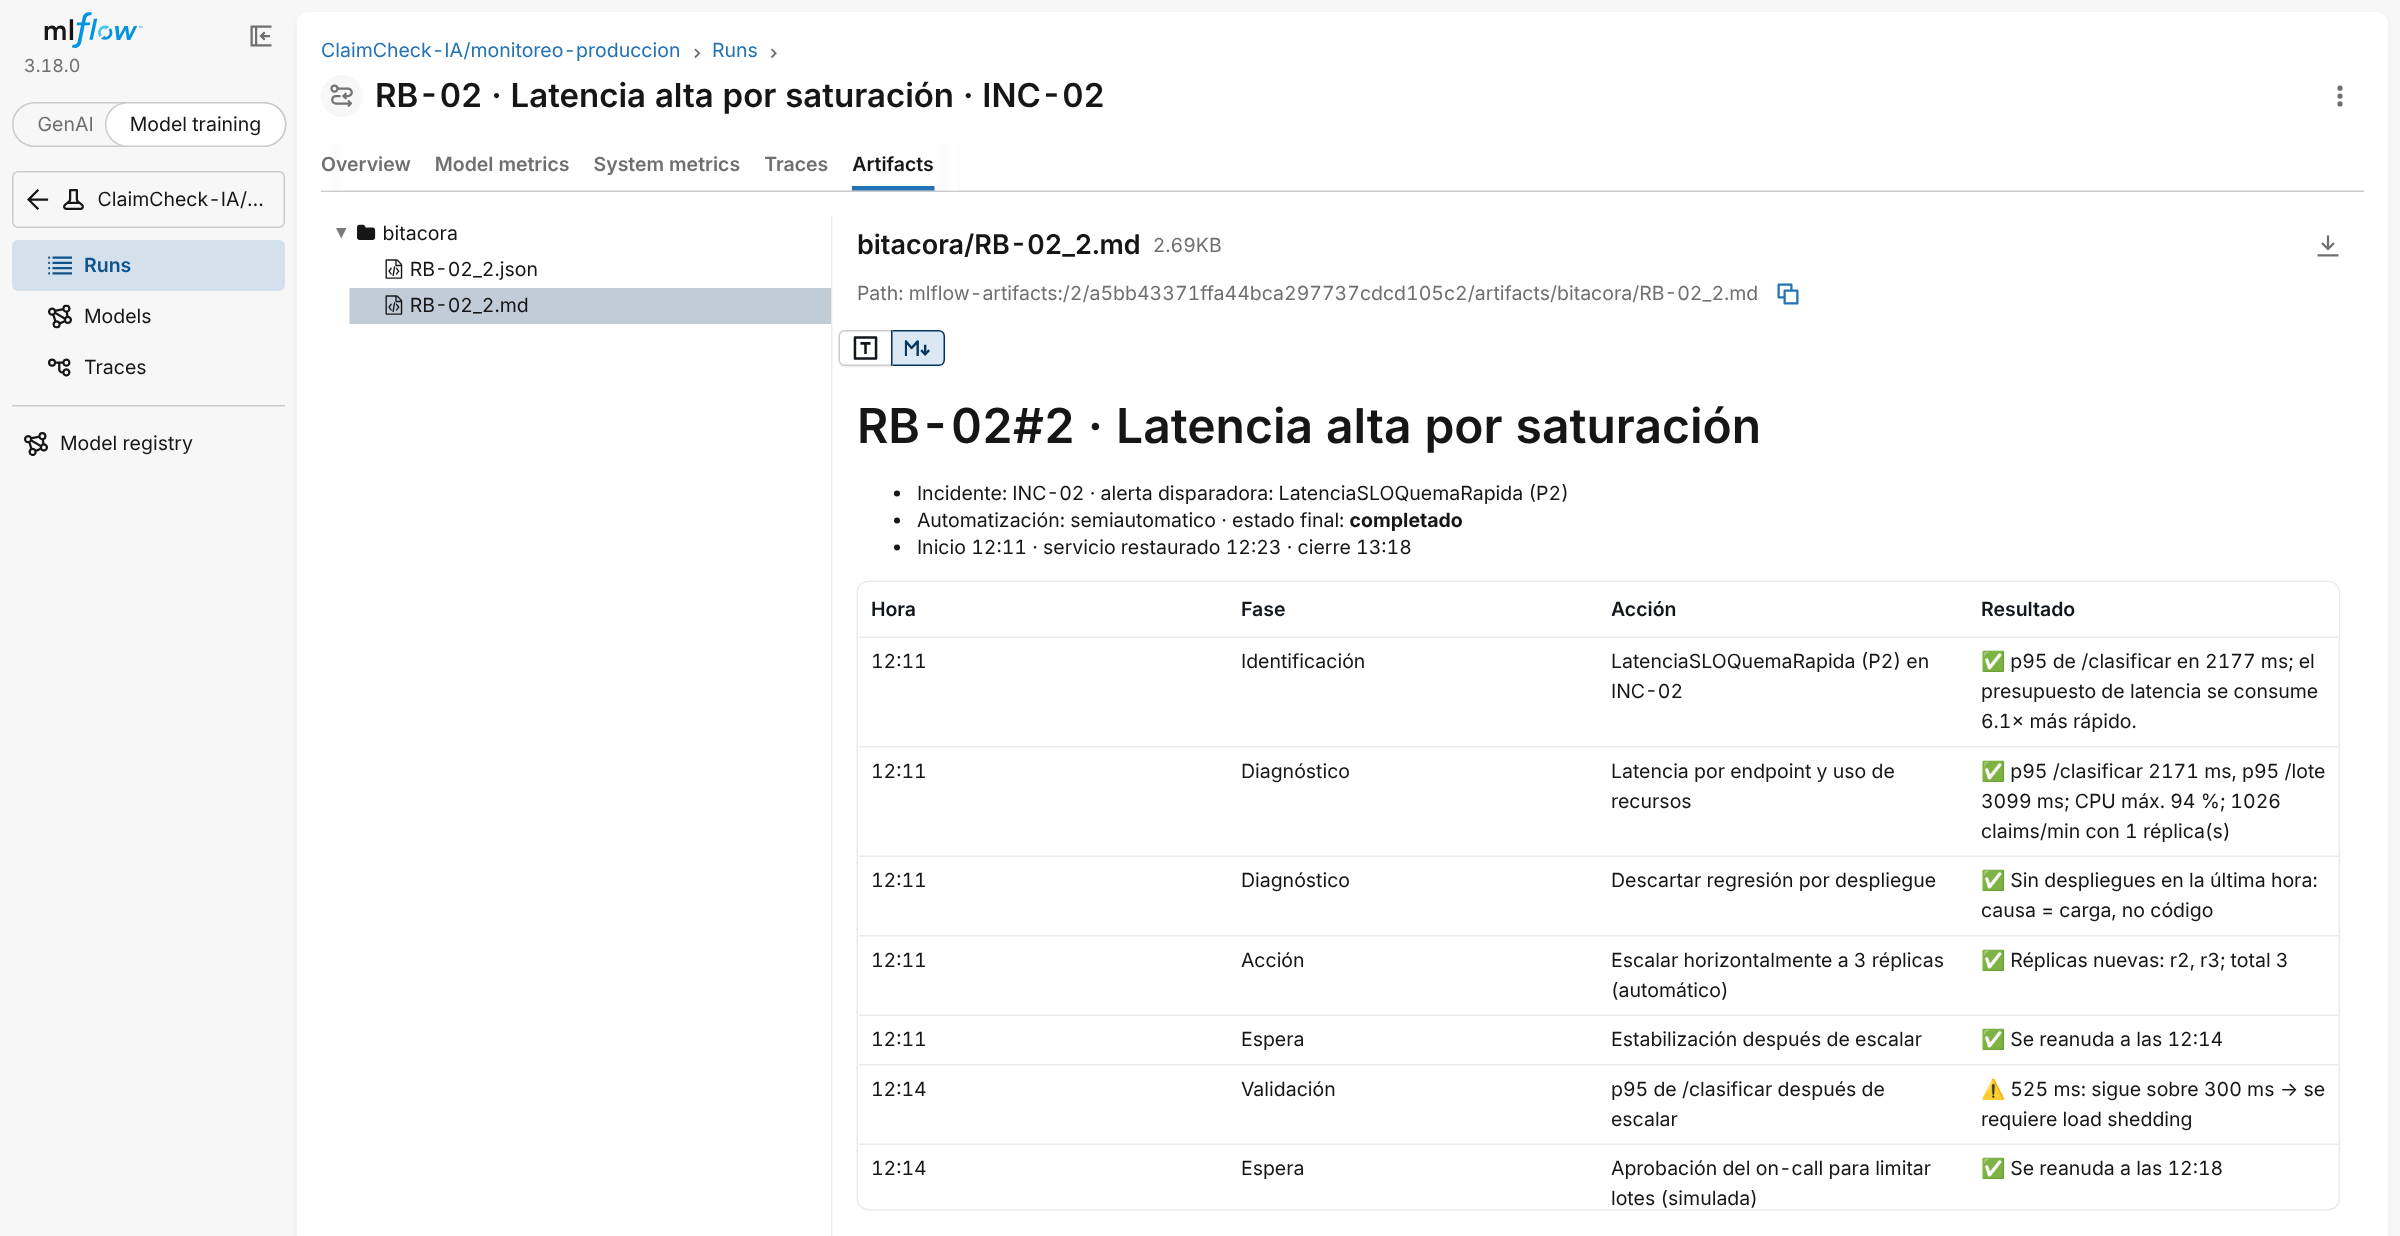 mlflow
3.18.0
GenAI
Model training
ClaimCheck-IA/...
Runs
Models
Traces
Model registry
ClaimCheck-IA/monitoreo-produccion > Runs >
RB-02 · Latencia alta por saturación · INC-02
Overview Model metrics System metrics Traces Artifacts
bitacora
RB-02_2.json
RB-02_2.md
bitacora/RB-02_2.md 2.69KB
Path: mlflow-artifacts:/2/a5bb43371ffa44bca297737cdcd105c2/artifacts/bitacora/RB-02_2.md
T M↓
RB-02#2 · Latencia alta por saturación
• Incidente: INC-02 · alerta disparadora: LatenciaSLOQuemaRapida (P2)
• Automatización: semiautomatico · estado final: completado
• Inicio 12:11 · servicio restaurado 12:23 · cierre 13:18
Hora Fase Acción Resultado
12:11 Identificación LatenciaSLOQuemaRapida (P2) en ✅ p95 de /clasificar en 2177 ms; el
INC-02 presupuesto de latencia se consume
6.1× más rápido.
12:11 Diagnóstico Latencia por endpoint y uso de ✅ p95 /clasificar 2171 ms, p95 /lote
recursos 3099 ms; CPU máx. 94 %; 1026
claims/min con 1 réplica(s)
12:11 Diagnóstico Descartar regresión por despliegue ✅ Sin despliegues en la última hora:
causa = carga, no código
12:11 Acción Escalar horizontalmente a 3 réplicas ✅ Réplicas nuevas: r2, r3; total 3
(automático)
12:11 Espera Estabilización después de escalar ✅ Se reanuda a las 12:14
12:14 Validación p95 de /clasificar después de ⚠️ 525 ms: sigue sobre 300 ms → se
escalar requiere load shedding
12:14 Espera Aprobación del on-call para limitar ✅ Se reanuda a las 12:18
lotes (simulada)